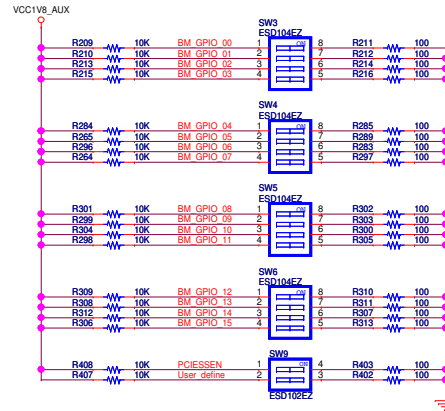 VCC1V8_AUX
SW3
ESD104EZ
R209 10K BM_GPIO_00 1 ON 8 R211 100
R210 10K BM_GPIO_01 2 7 R212 100
R213 10K BM_GPIO_02 3 6 R214 100
R215 10K BM_GPIO_03 4 5 R216 100
SW4
ESD104EZ
R284 10K BM_GPIO_04 1 ON 8 R285 100
R265 10K BM_GPIO_05 2 7 R289 100
R296 10K BM_GPIO_06 3 6 R283 100
R264 10K BM_GPIO_07 4 5 R297 100
SW5
ESD104EZ
R301 10K BM_GPIO_08 1 ON 8 R302 100
R299 10K BM_GPIO_09 2 7 R303 100
R304 10K BM_GPIO_10 3 6 R300 100
R298 10K BM_GPIO_11 4 5 R305 100
SW6
ESD104EZ
R309 10K BM_GPIO_12 1 ON 8 R310 100
R308 10K BM_GPIO_13 2 7 R311 100
R312 10K BM_GPIO_14 3 6 R307 100
R306 10K BM_GPIO_15 4 5 R313 100
SW9
R408 10K PCIESSEN 1 ON 4 R403 100
R407 10K User define 2 3 R402 100
ESD102EZ